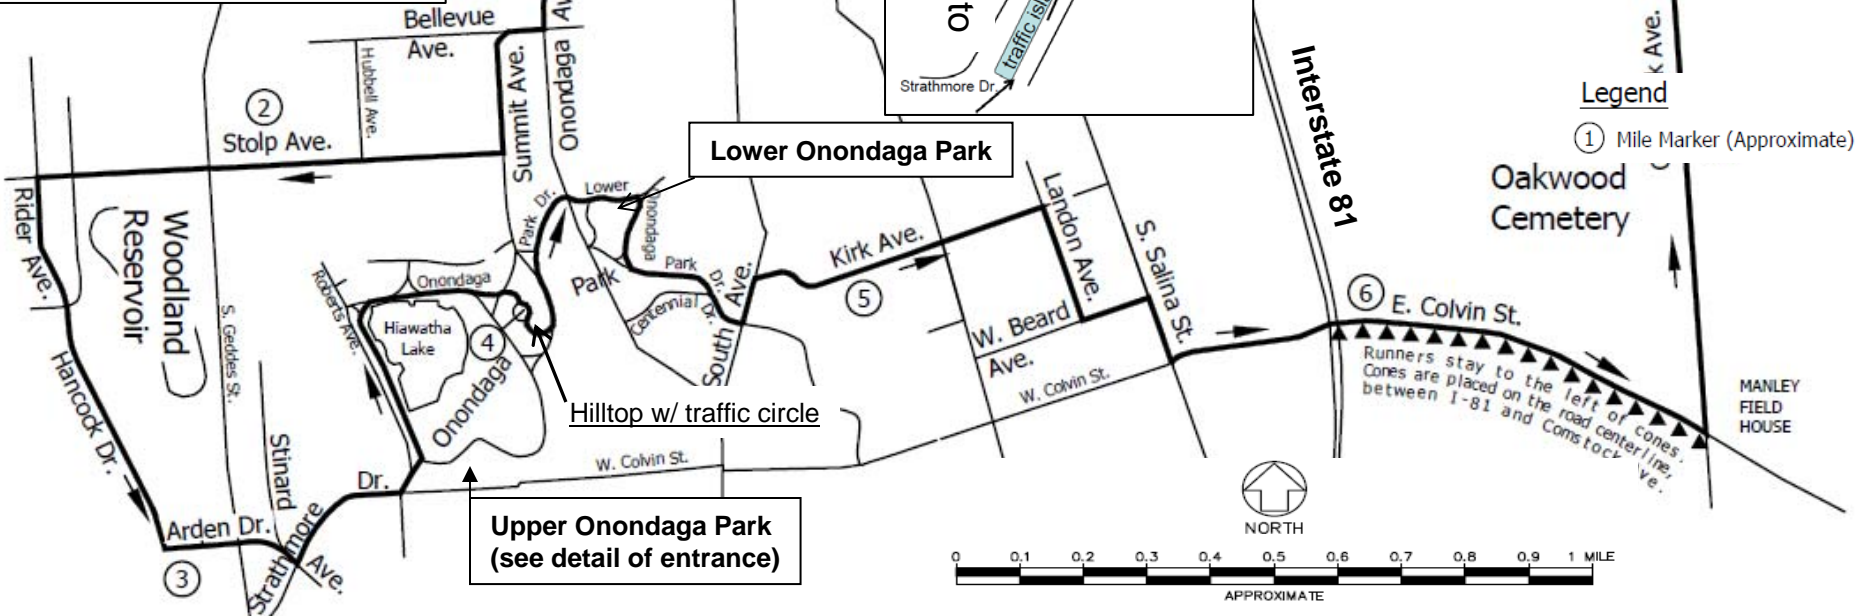 Bellevue
Ave.
Av
Onondaga
Summit Ave.
Hubbell Ave.
2
Stolp Ave.
to
traffic isl
Strathmore Dr.
Interstate 81
k Ave.
Legend
1 Mile Marker (Approximate)
Oakwood
Cemetery
Lower Onondaga Park
Rider Ave.
Woodland
Reservoir
S. Geddes St.
Hancock Dr.
Roberts Ave.
Onondaga
Hiawatha
Lake
4
Onondaga
Park Dr.
Lower
Onondaga
Park
Park
Dr.
Centennial Dr.
South
Ave.
Kirk Ave.
5
Landon Ave.
S. Salina St.
W. Beard
Ave.
W. Colvin St.
6
E. Colvin St.
Runners stay to the left of cones.
Cones are placed on the road centerline,
between I-81 and Comstock ve.
MANLEY
FIELD
HOUSE
Hilltop w/ traffic circle
W. Colvin St.
Stinard
Ave.
Strathmore
Dr.
Arden Dr.
3
Upper Onondaga Park
(see detail of entrance)
NORTH
0 0.1 0.2 0.3 0.4 0.5 0.6 0.7 0.8 0.9 1 MILE
APPROXIMATE